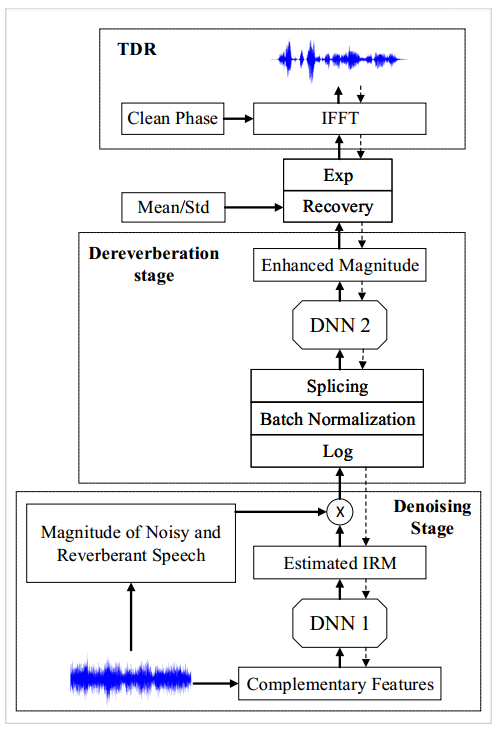 TDR
Clean Phase
IFFT
Exp
Mean/Std
Recovery
Dereverberation
stage
Enhanced Magnitude
DNN 2
Splicing
Batch Normalization
Log
Denoising
Stage
X
Magnitude of Noisy and
Reverberant Speech
Estimated IRM
DNN 1
Complementary Features